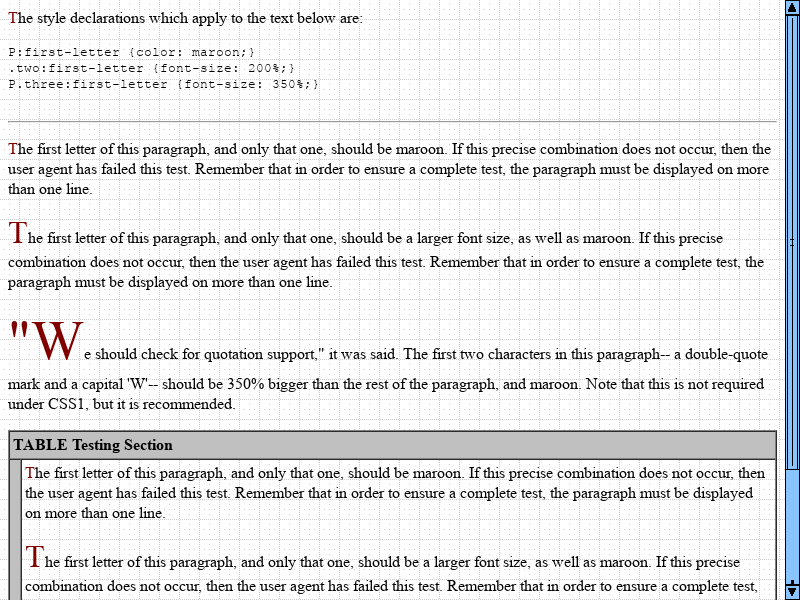 The style declarations which apply to the text below are:
P:first-letter {color: maroon;}
.two:first-letter {font-size: 200%;}
P.three:first-letter {font-size: 350%;}
The first letter of this paragraph, and only that one, should be maroon. If this precise combination does not occur, then the
user agent has failed this test. Remember that in order to ensure a complete test, the paragraph must be displayed on more
than one line.
The first letter of this paragraph, and only that one, should be a larger font size, as well as maroon. If this precise
combination does not occur, then the user agent has failed this test. Remember that in order to ensure a complete test, the
paragraph must be displayed on more than one line.
"We should check for quotation support," it was said. The first two characters in this paragraph-- a double-quote
mark and a capital 'W'-- should be 350% bigger than the rest of the paragraph, and maroon. Note that this is not required
under CSS1, but it is recommended.
TABLE Testing Section
The first letter of this paragraph, and only that one, should be maroon. If this precise combination does not occur, then
the user agent has failed this test. Remember that in order to ensure a complete test, the paragraph must be displayed
on more than one line.
The first letter of this paragraph, and only that one, should be a larger font size, as well as maroon. If this precise
combination does not occur, then the user agent has failed this test. Remember that in order to ensure a complete test,